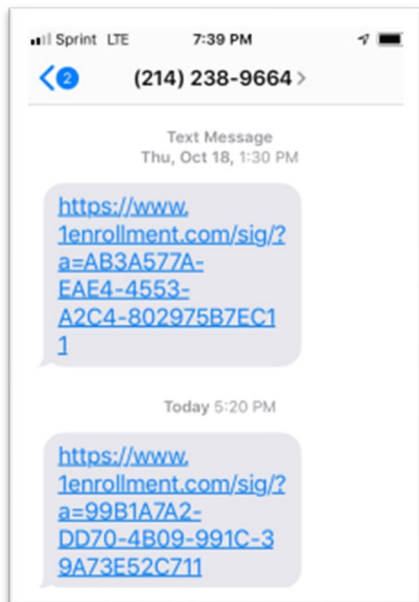 Sprint LTE 7:39 PM
2 (214) 238-9664 >
Text Message
Thu, Oct 18, 1:30 PM
https://www.
1enrollment.com/sig/?
a=AB3A577A-
EAE4-4553-
A2C4-802975B7EC1
1
Today 5:20 PM
https://www.
1enrollment.com/sig/?
a=99B1A7A2-
DD70-4B09-991C-3
9A73E52C711